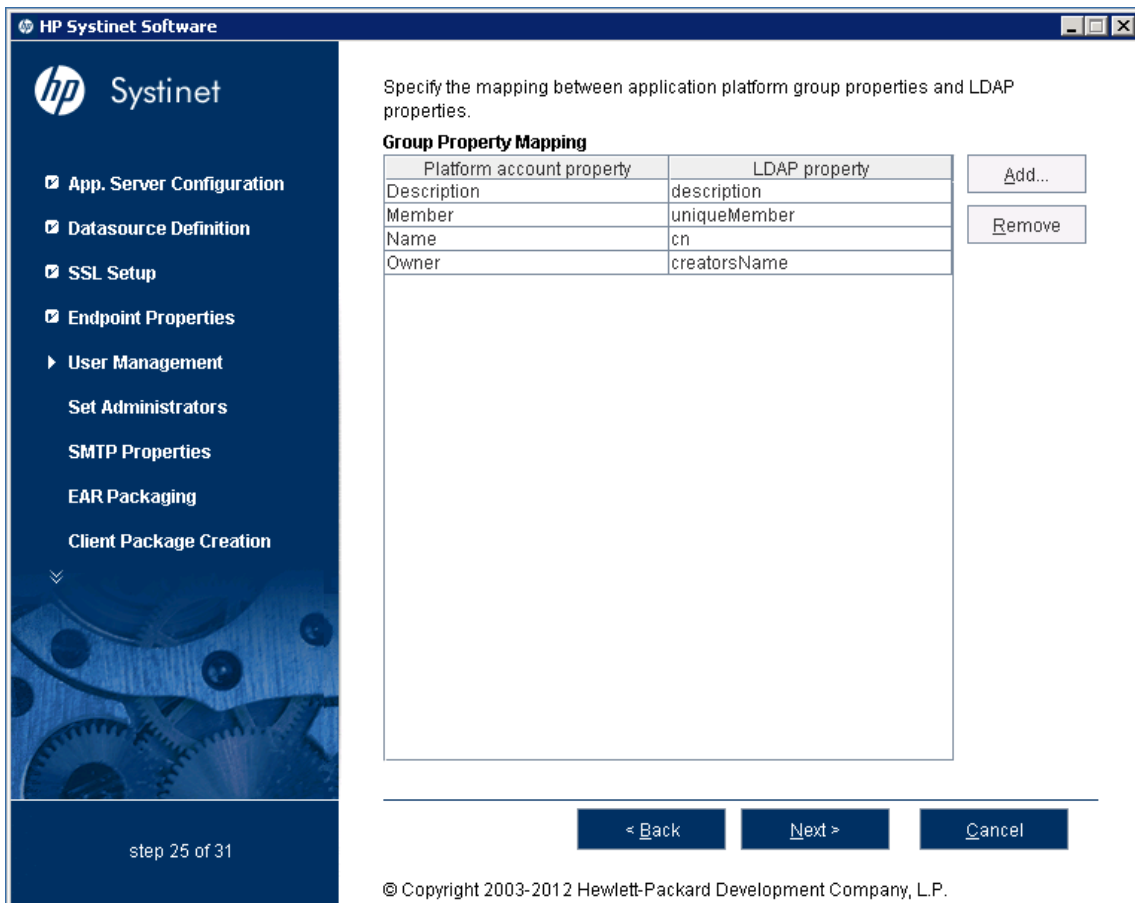 HP Systinet Software
hp Systinet
App. Server Configuration
Datasource Definition
SSL Setup
Endpoint Properties
User Management
Set Administrators
SMTP Properties
EAR Packaging
Client Package Creation
step 25 of 31
Specify the mapping between application platform group properties and LDAP
properties.
Group Property Mapping
Platform account property LDAP property
Description description
Member uniqueMember
Name cn
Owner creatorsName
Add...
Remove
< Back Next > Cancel
© Copyright 2003-2012 Hewlett-Packard Development Company, L.P.